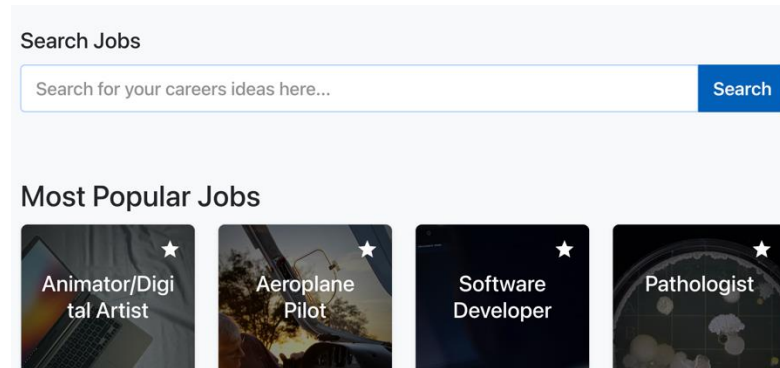 Search Jobs
Search for your careers ideas here...
Search
Most Popular Jobs
Animator/Digi
tal Artist
Aeroplane
Pilot
Software
Developer
Pathologist